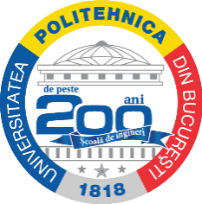 UNIVERSITATEA
POLITEHNICA
DIN BUCUREȘTI
de peste
200 ani
Școală de ingineri
1818